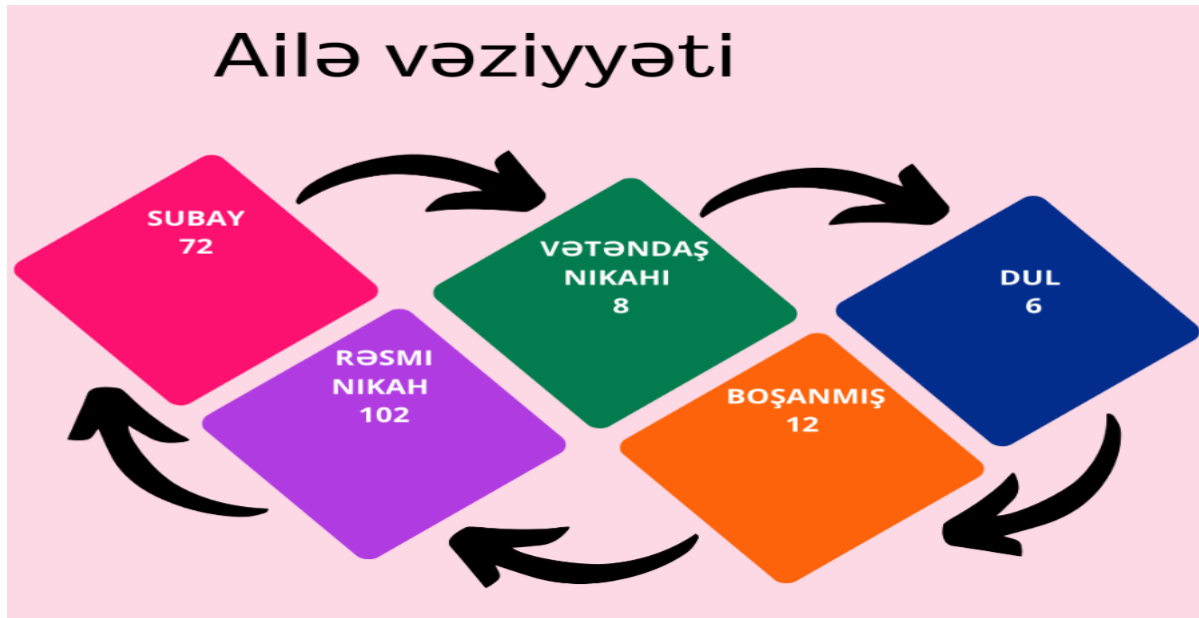 Ailə vəziyyəti
SUBAY
72
VƏTƏNDAŞ
NIKAHI
8
DUL
6
RƏSMI
NIKAH
102
BOŞANMIŞ
12